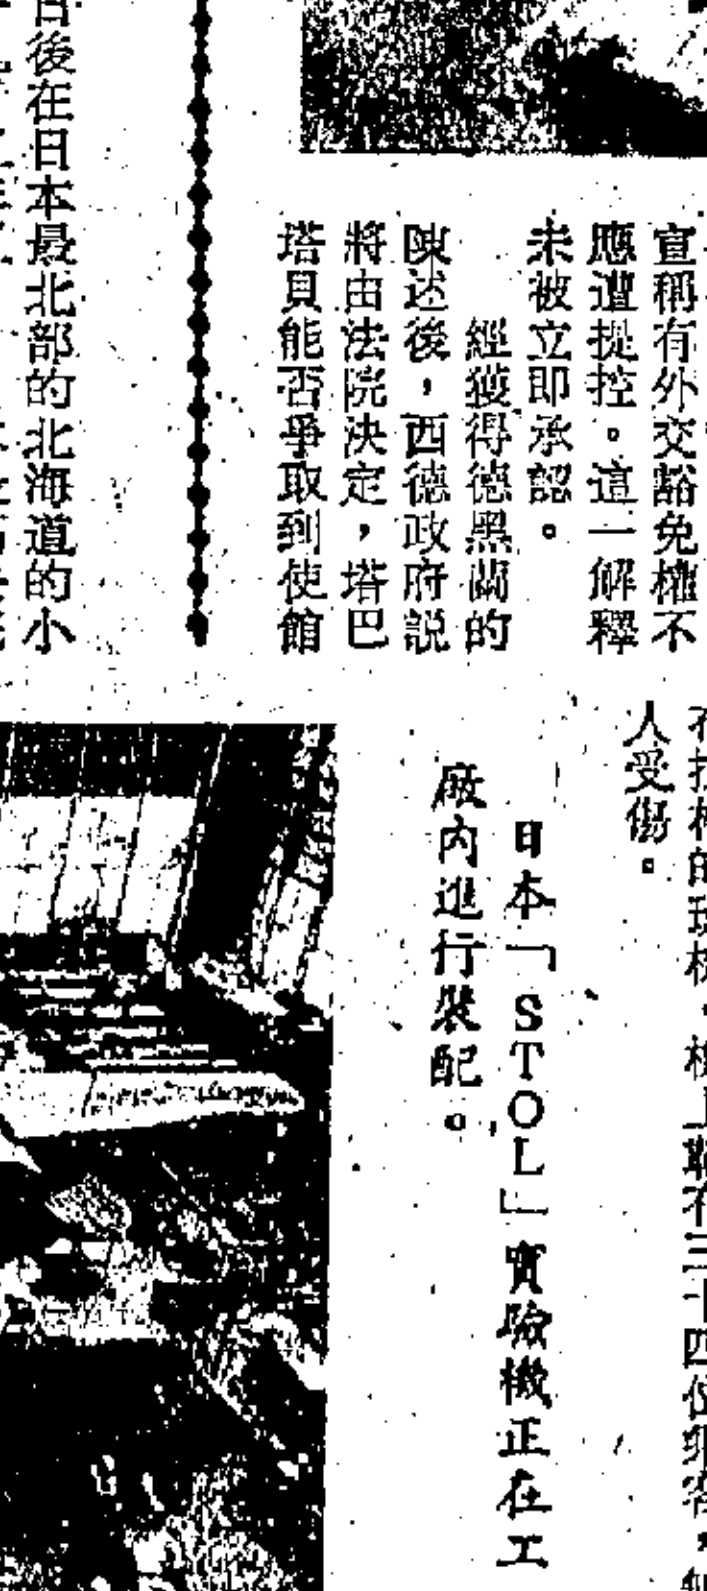 宣稱有外交豁免權不
應遭提控。這一解釋
未被立即承認。
經獲得德黑蘭的
陳述後，西德政府説
將由法院決定，塔巴
塔貝能否爭取到使館
日後在日本最北部的北海道的小
人受傷。
日本「STOL」實驗機正在工
廠內進行裝配。